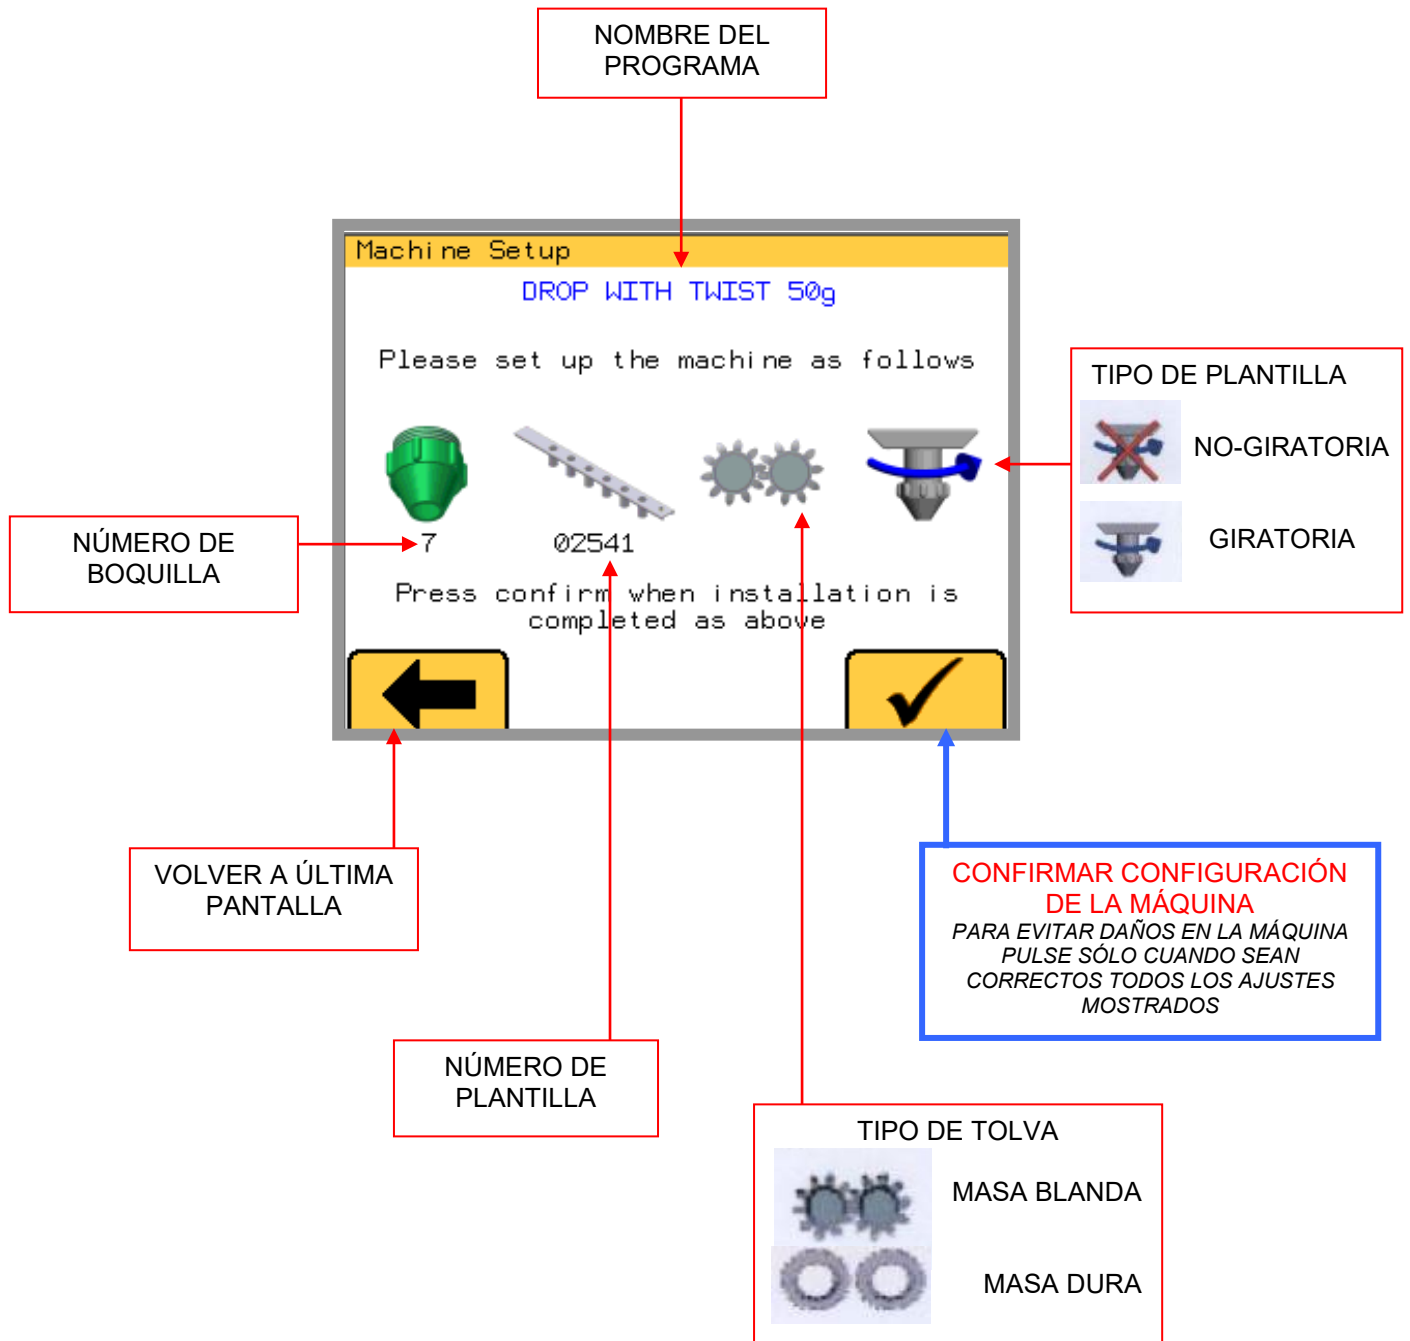 NOMBRE DEL
PROGRAMA
Machine Setup
DROP WITH TWIST 50g
Please set up the machine as follows
7
02541
Press confirm when installation is
completed as above
TIPO DE PLANTILLA
NO-GIRATORIA
GIRATORIA
NÚMERO DE
BOQUILLA
VOLVER A ÚLTIMA
PANTALLA
CONFIRMAR CONFIGURACIÓN
DE LA MÁQUINA
PARA EVITAR DAÑOS EN LA MÁQUINA
PULSE SÓLO CUANDO SEAN
CORRECTOS TODOS LOS AJUSTES
MOSTRADOS
NÚMERO DE
PLANTILLA
TIPO DE TOLVA
MASA BLANDA
MASA DURA